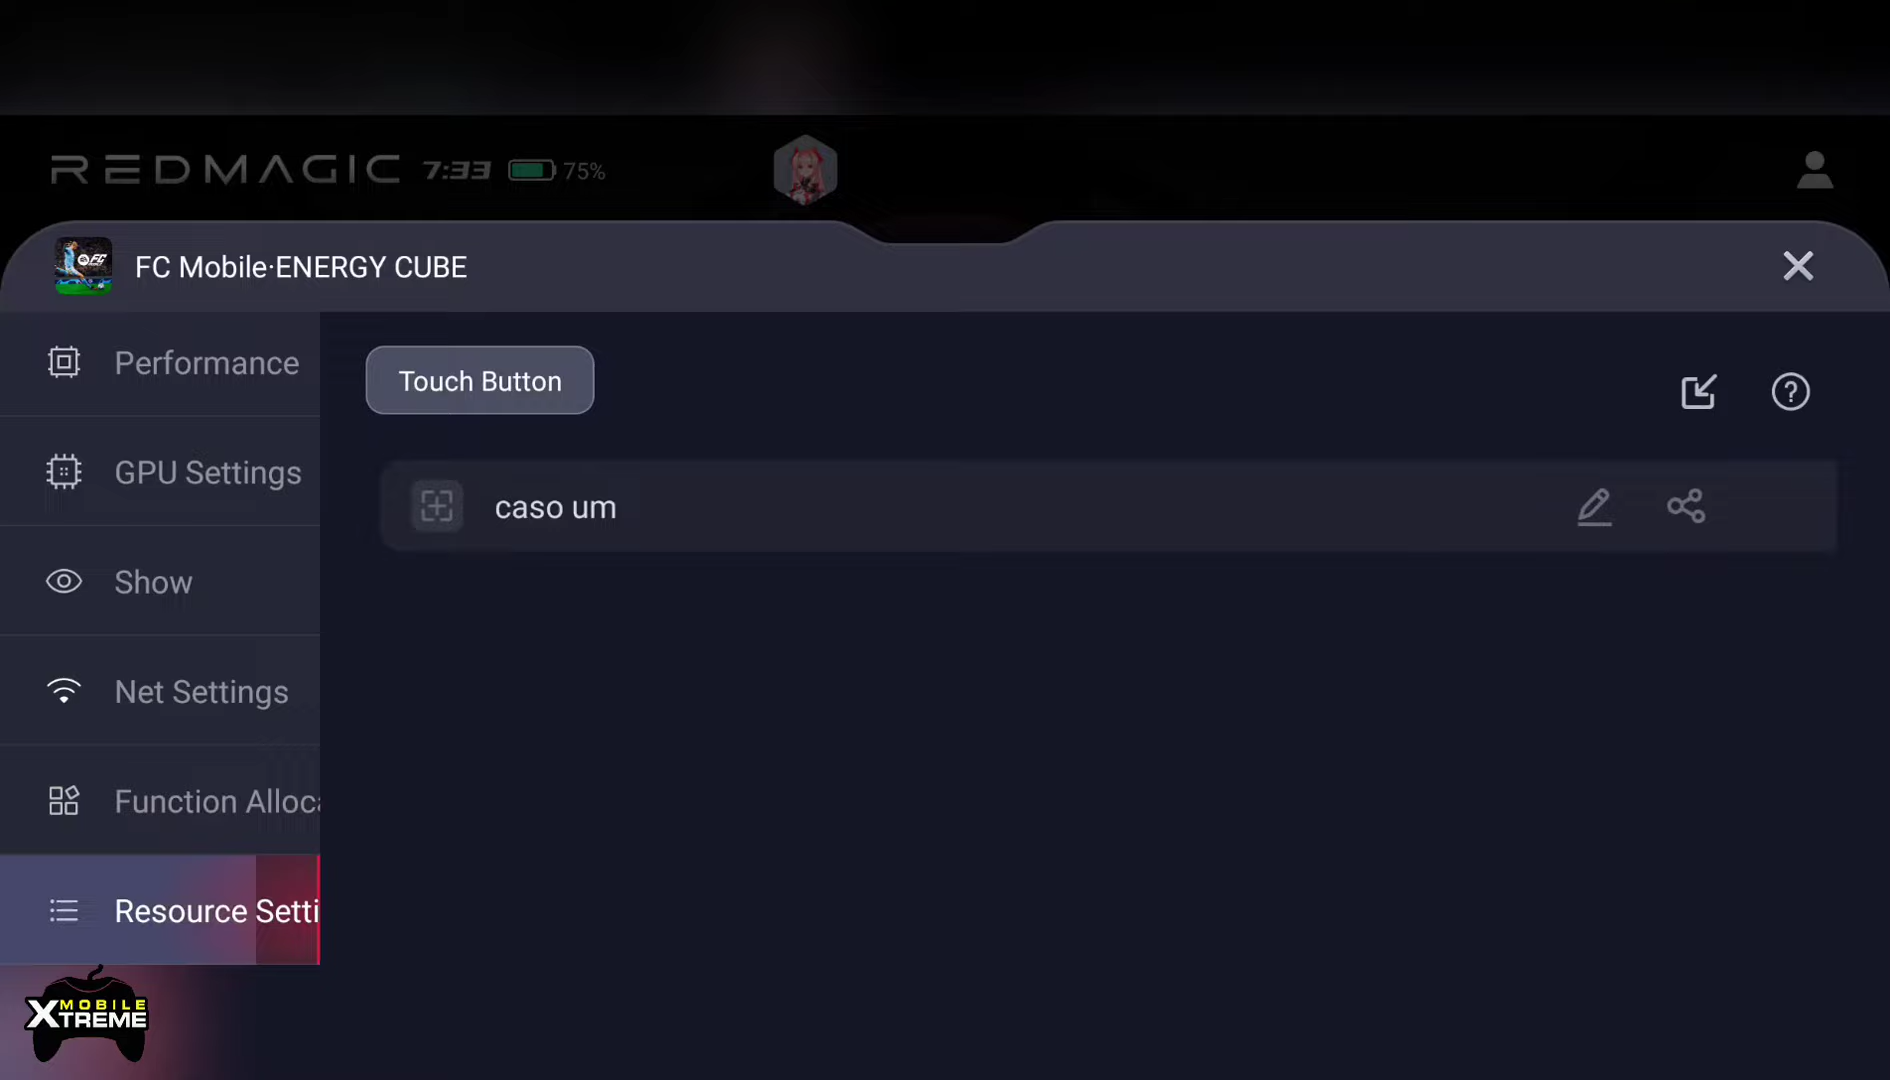 REDMAGIC 7:33 75%
FC Mobile·ENERGY CUBE
Performance
Touch Button
GPU Settings
caso um
Show
Net Settings
Function Alloca
Resource Setti
MOBILE
XTREME